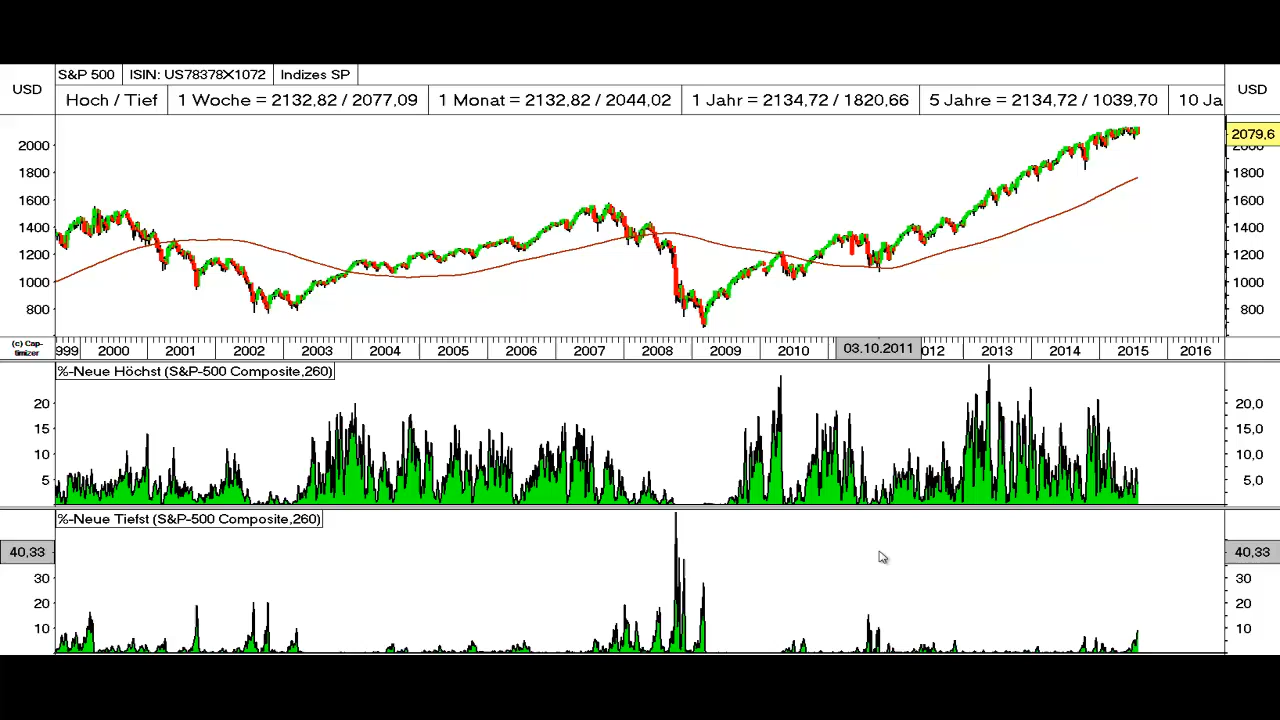 S&P 500 ISIN: US78378X1072 Indizes SP
USD USD
Hoch / Tief 1 Woche = 2132,82 / 2077,09 1 Monat = 2132,82 / 2044,02 1 Jahr = 2134,72 / 1820,66 5 Jahre = 2134,72 / 1039,70 10 Ja
2079,6
2000 2000
1800 1800
1600 1600
1400 1400
1200 1200
1000 1000
800 800
(c) Cap-
timizer
999 2000 2001 2002 2003 2004 2005 2006 2007 2008 2009 2010 03.10.2011 012 2013 2014 2015 2016
%-Neue Höchst (S&P-500 Composite,260)
20 20,0
15 15,0
10 10,0
5 5,0
%-Neue Tiefst (S&P-500 Composite,260)
40,33 40,33
30 30
20 20
10 10